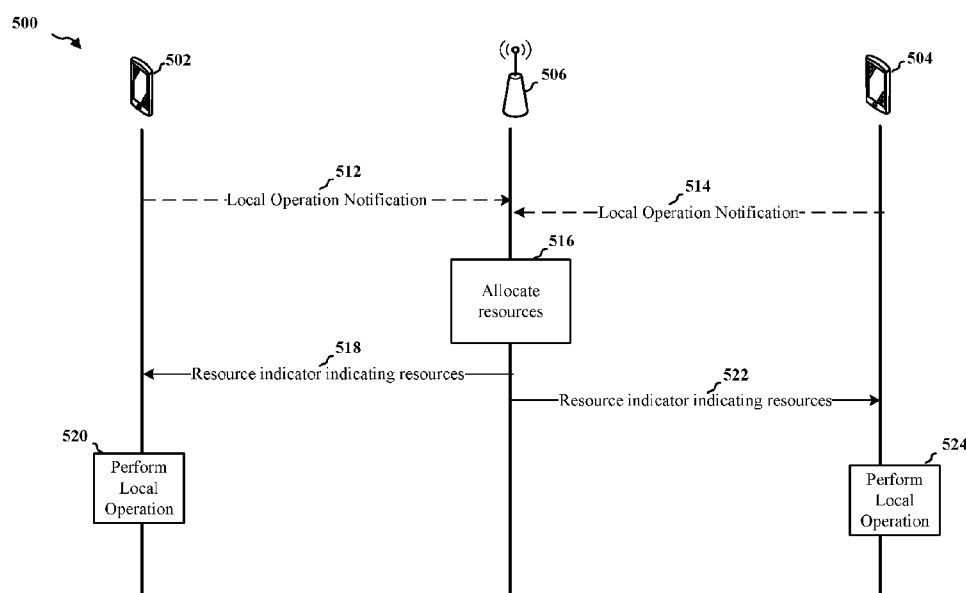 500
502
506
504
512
Local Operation Notification
514
Local Operation Notification
516
Allocate
resources
518
Resource indicator indicating resources
522
Resource indicator indicating resources
520
Perform
Local
Operation
524
Perform
Local
Operation